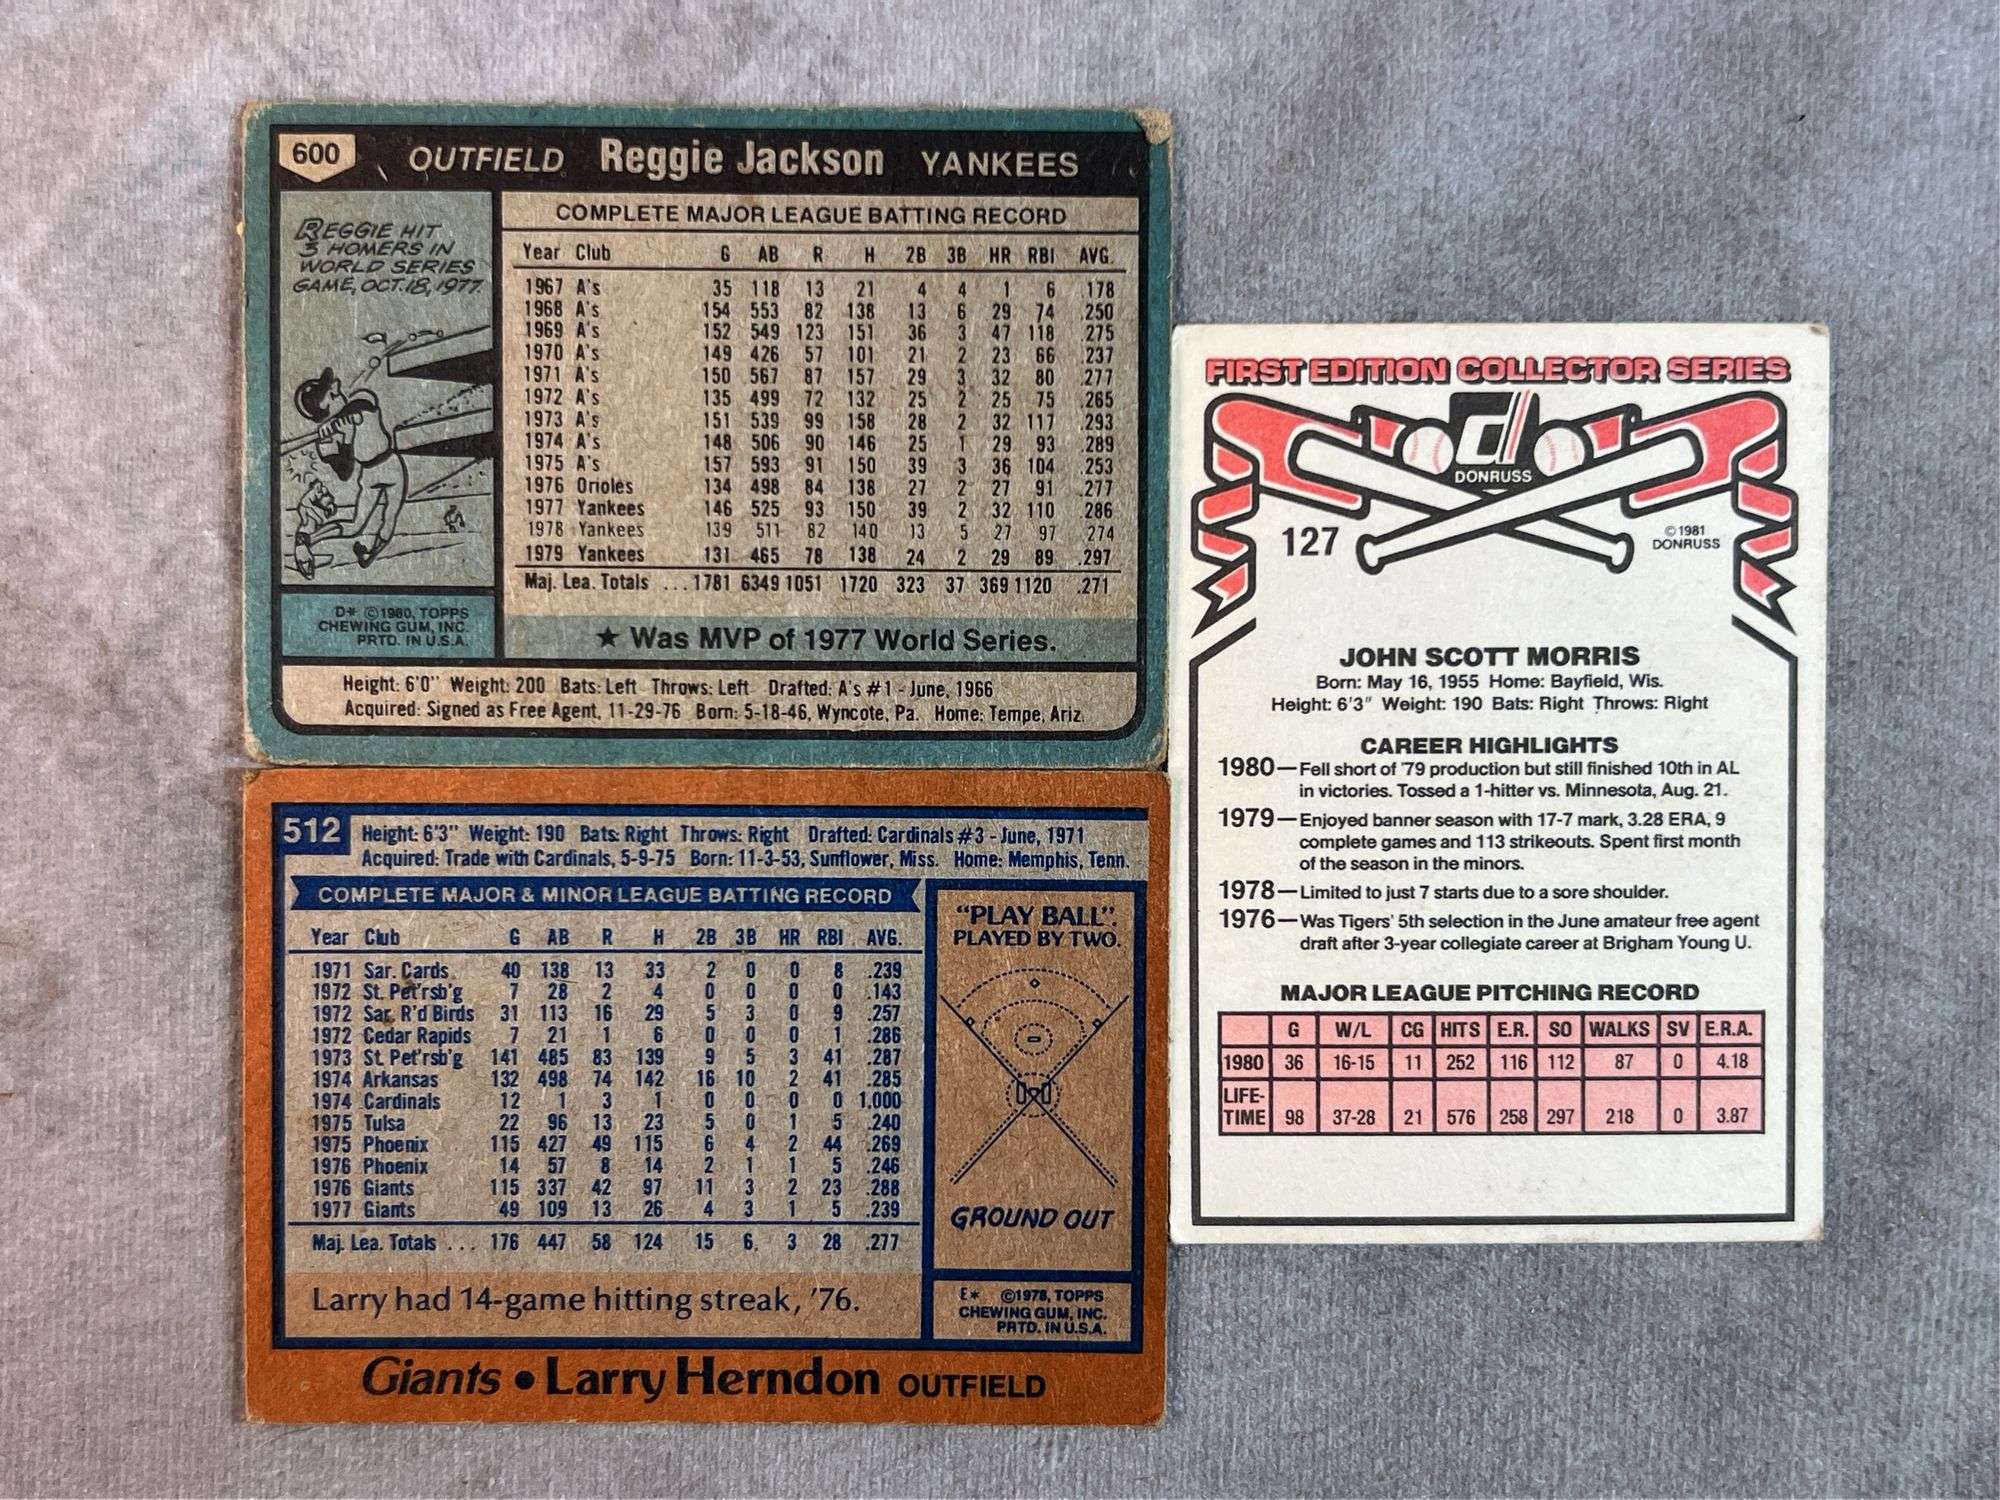 600 OUTFIELD Reggie Jackson YANKEES
REGGIE HIT
3 HOMERS IN
WORLD SERIES
GAME, OCT. 18, 1977.
D* ©1980, TOPPS
CHEWING GUM, INC.
PRTD. IN U.S.A.
COMPLETE MAJOR LEAGUE BATTING RECORD
Year Club G AB R H 2B 3B HR RBI AVG.
1967 A's 35 118 13 21 4 4 1 6 .178
1968 A's 154 553 82 138 13 6 29 74 .250
1969 A's 152 549 123 151 36 3 47 118 .275
1970 A's 149 426 57 101 21 2 23 66 .237
1971 A's 150 567 87 157 29 3 32 80 .277
1972 A's 135 499 72 132 25 2 25 75 .265
1973 A's 151 539 99 158 28 2 32 117 .293
1974 A's 148 506 90 146 25 1 29 93 .289
1975 A's 157 593 91 150 39 3 36 104 .253
1976 Orioles 134 498 84 138 27 2 27 91 .277
1977 Yankees 146 525 93 150 39 2 32 110 .286
1978 Yankees 139 511 82 140 13 5 27 97 .274
1979 Yankees 131 465 78 138 24 2 29 89 .297
Maj. Lea. Totals ...1781 6349 1051 1720 323 37 369 1120 .271
★ Was MVP of 1977 World Series.
Height: 6'0" Weight: 200 Bats: Left Throws: Left Drafted: A's #1 - June, 1966
Acquired: Signed as Free Agent, 11-29-76 Born: 5-18-46, Wyncote, Pa. Home: Tempe, Ariz.
512 Height: 6'3" Weight: 190 Bats: Right Throws: Right Drafted: Cardinals #3 - June, 1971
Acquired: Trade with Cardinals, 5-9-75 Born: 11-3-53, Sunflower, Miss. Home: Memphis, Tenn.
COMPLETE MAJOR & MINOR LEAGUE BATTING RECORD
Year Club G AB R H 2B 3B HR RBI AVG.
1971 Sar. Cards. 40 138 13 33 2 0 0 8 .239
1972 St. Pet'rsb'g 7 28 2 4 0 0 0 0 .143
1972 Sar. R'd Birds 31 113 16 29 5 3 0 9 .257
1972 Cedar Rapids 7 21 1 6 0 0 0 1 .286
1973 St. Pet'rsb'g 141 485 83 139 9 5 3 41 .287
1974 Arkansas 132 498 74 142 16 10 2 41 .285
1974 Cardinals 12 1 3 1 0 0 0 0 1,000
1975 Tulsa 22 96 13 23 5 0 1 5 .240
1975 Phoenix 115 427 49 115 6 4 2 44 .269
1976 Phoenix 14 57 8 14 2 1 1 5 .246
1976 Giants 115 337 42 97 11 3 2 23 .288
1977 Giants 49 109 13 26 4 3 1 5 .239
Maj. Lea. Totals ... 176 447 58 124 15 6 3 28 .277
Larry had 14-game hitting streak, '76.
"PLAY BALL".
PLAYED BY TWO.
GROUND OUT
E* ©1978, TOPPS
CHEWING GUM, INC.
PRTD. IN U.S.A.
Giants • Larry Herndon OUTFIELD
FIRST EDITION COLLECTOR SERIES
DONRUSS
127
©1981
DONRUSS
JOHN SCOTT MORRIS
Born: May 16, 1955 Home: Bayfield, Wis.
Height: 6'3" Weight: 190 Bats: Right Throws: Right
CAREER HIGHLIGHTS
1980—Fell short of '79 production but still finished 10th in AL
in victories. Tossed a 1-hitter vs. Minnesota, Aug. 21.
1979—Enjoyed banner season with 17-7 mark, 3.28 ERA, 9
complete games and 113 strikeouts. Spent first month
of the season in the minors.
1978—Limited to just 7 starts due to a sore shoulder.
1976—Was Tigers' 5th selection in the June amateur free agent
draft after 3-year collegiate career at Brigham Young U.
MAJOR LEAGUE PITCHING RECORD
G W/L CG HITS E.R. SO WALKS SV E.R.A.
1980 36 16-15 11 252 116 112 87 0 4.18
LIFE-
TIME 98 37-28 21 576 258 297 218 0 3.87